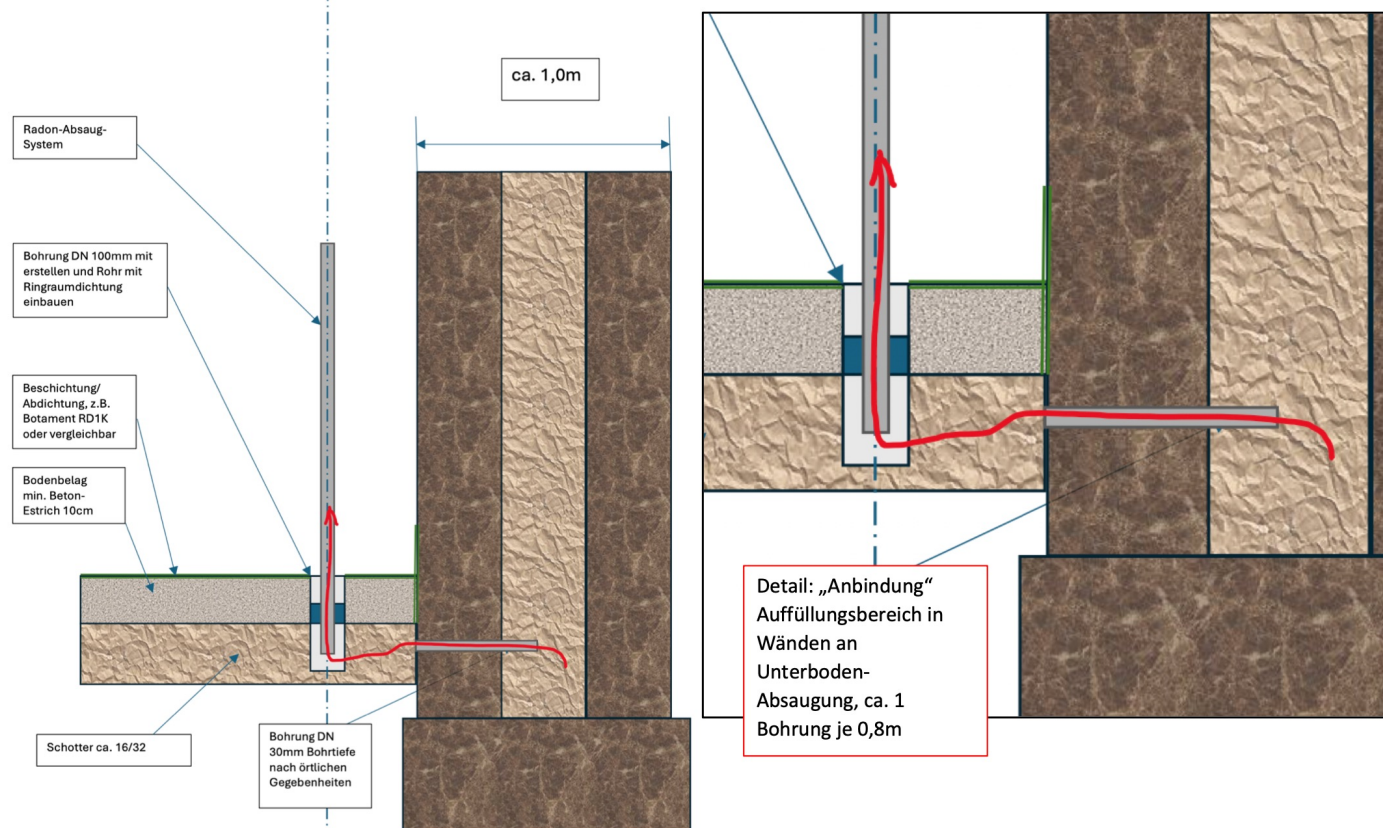 ca. 1,0m
Radon-Absaug-
System
Bohrung DN 100mm mit
erstellen und Rohr mit
Ringraumdichtung
einbauen
Beschichtung/
Abdichtung, z.B.
Botament RD1K
oder vergleichbar
Bodenbelag
min. Beton-
Estrich 10cm
Schotter ca. 16/32
Bohrung DN
30mm Bohrtiefe
nach örtlichen
Gegebenheiten
Detail: „Anbindung“
Auffüllungsbereich in
Wänden an
Unterboden-
Absaugung, ca. 1
Bohrung je 0,8m